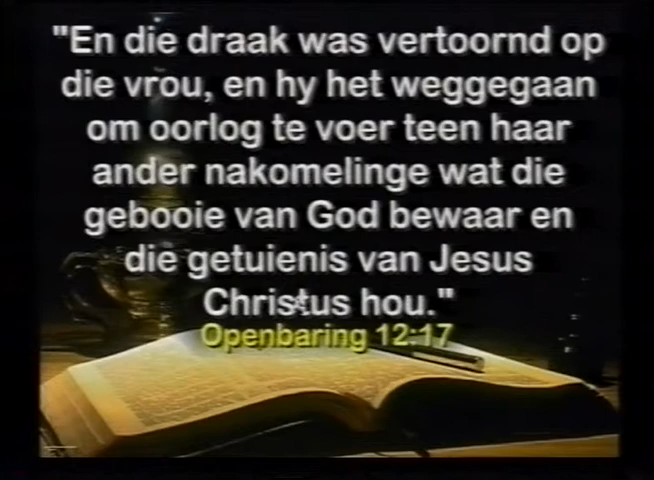 "En die draak was vertoornd op
die vrou, en hy het weggegaan
om oorlog te voer teen haar
ander nakomelinge wat die
gebooie van God bewaar en
die getuienis van Jesus
Christus hou."
Openbaring 12:17